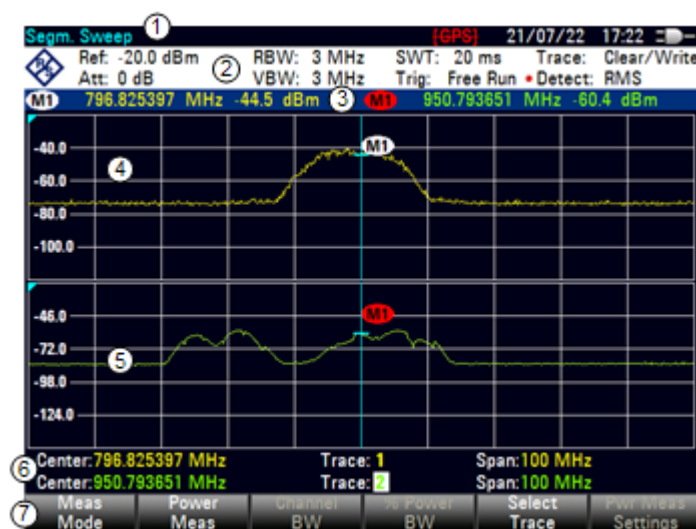 Segm. Sweep 1 [GPS] 21/07/22 17:22
Ref: -20.0 dBm RBW: 3 MHz SWT: 20 ms Trace: Clear/Write
Att: 0 dB 2 VBW: 3 MHz Trig: Free Run • Detect: RMS
M1 796.825397 MHz -44.5 dBm 3 M1 950.793651 MHz -60.4 dBm
M1
-40.0
4
-60.0
-80.0
-100.0
M1
-46.0
-72.0
5
-98.0
-124.0
6
Center:796.825397 MHz Trace: 1 Span:100 MHz
Center:950.793651 MHz Trace: 2 Span:100 MHz
7
Meas Power Channel % Power Select Pwr Meas
Mode Meas BW BW Trace Settings